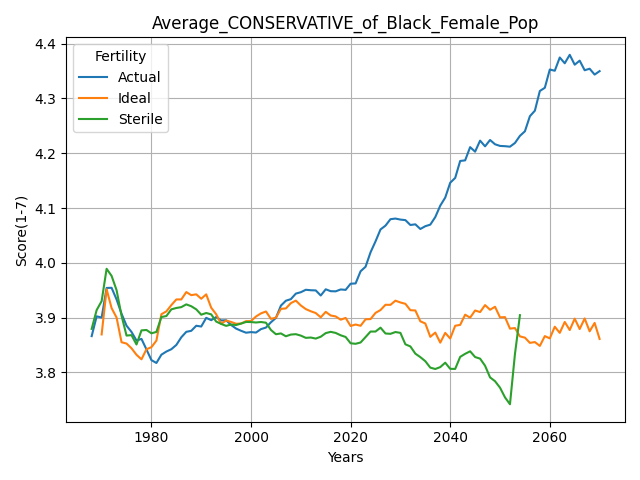 Average_CONSERVATIVE_of_Black_Female_Pop
Fertility
Actual
Ideal
Sterile
Score(1-7)
4.4
4.3
4.2
4.1
4.0
3.9
3.8
1980
2000
2020
2040
2060
Years